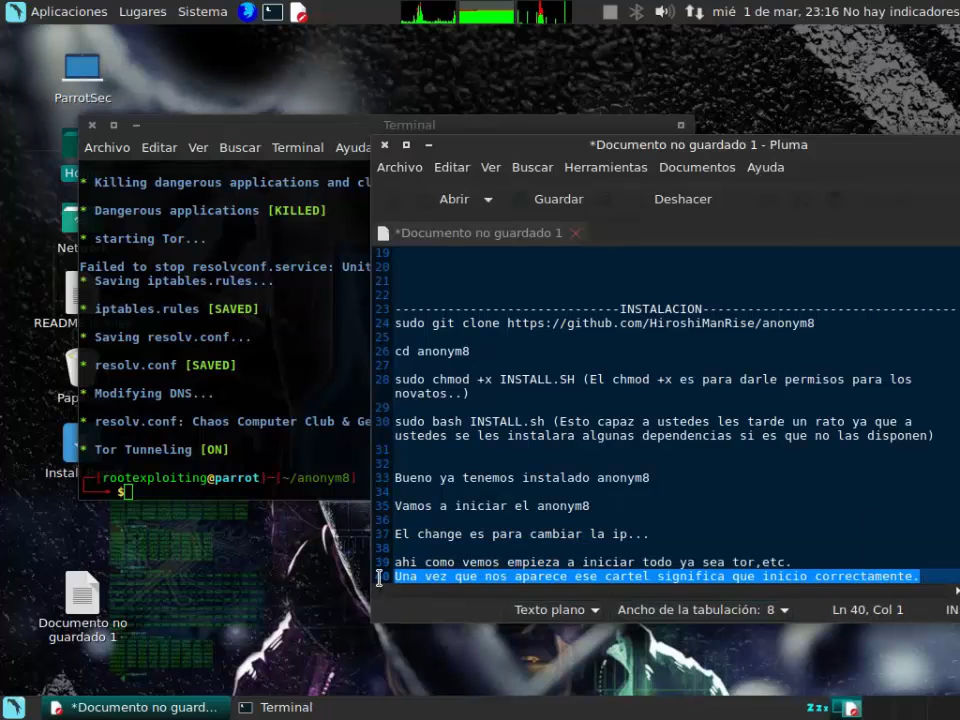 Aplicaciones Lugares Sistema
mié 1 de mar, 23:16 No hay indicadores
ParrotSec
Ho
Net
READM
Pap
Instal
Documento no
guardado 1
Terminal
Archivo Editar Ver Buscar Terminal Ayuda
* Killing dangerous applications and cl
* Dangerous applications [KILLED]
* starting Tor...
Failed to stop resolvconf.service: Unit
* Saving iptables.rules...
* iptables.rules [SAVED]
* Saving resolv.conf...
* resolv.conf [SAVED]
* Modifying DNS...
* resolv.conf: Chaos Computer Club & Ge
* Tor Tunneling [ON]
[rootexploiting@parrot]─[~/anonym8]
$
*Documento no guardado 1 - Pluma
Archivo Editar Ver Buscar Herramientas Documentos Ayuda
Abrir Guardar Deshacer
*Documento no guardado 1
19
20
21
22
23 ------------------------------INSTALACION----------------------------------
24 sudo git clone https://github.com/HiroshiManRise/anonym8
25
26 cd anonym8
27
28 sudo chmod +x INSTALL.SH (El chmod +x es para darle permisos para los
novatos..)
29
30 sudo bash INSTALL.sh (Esto capaz a ustedes les tarde un rato ya que a
ustedes se les instalara algunas dependencias si es que no las disponen)
31
32
33 Bueno ya tenemos instalado anonym8
34
35 Vamos a iniciar el anonym8
36
37 El change es para cambiar la ip...
38
39 ahi como vemos empieza a iniciar todo ya sea tor,etc.
40 Una vez que nos aparece ese cartel significa que inicio correctamente.
Texto plano Ancho de la tabulación: 8 Ln 40, Col 1 IN
*Documento no guard... Terminal
zzz